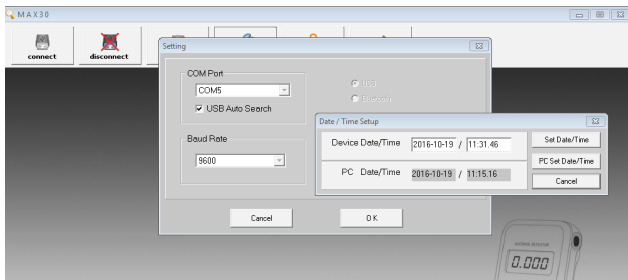 MAX30
connect
disconnect
Setting
COM Port
COM5
USB Auto Search
USB
Baud Rate
9600
Cancel
OK
Date / Time Setup
Device Date/Time 2016-10-19 / 11:31.46
Set Date/Time
PC Set Date/Time
PC Date/Time 2016-10-19 / 11:15.16
Cancel
0.000